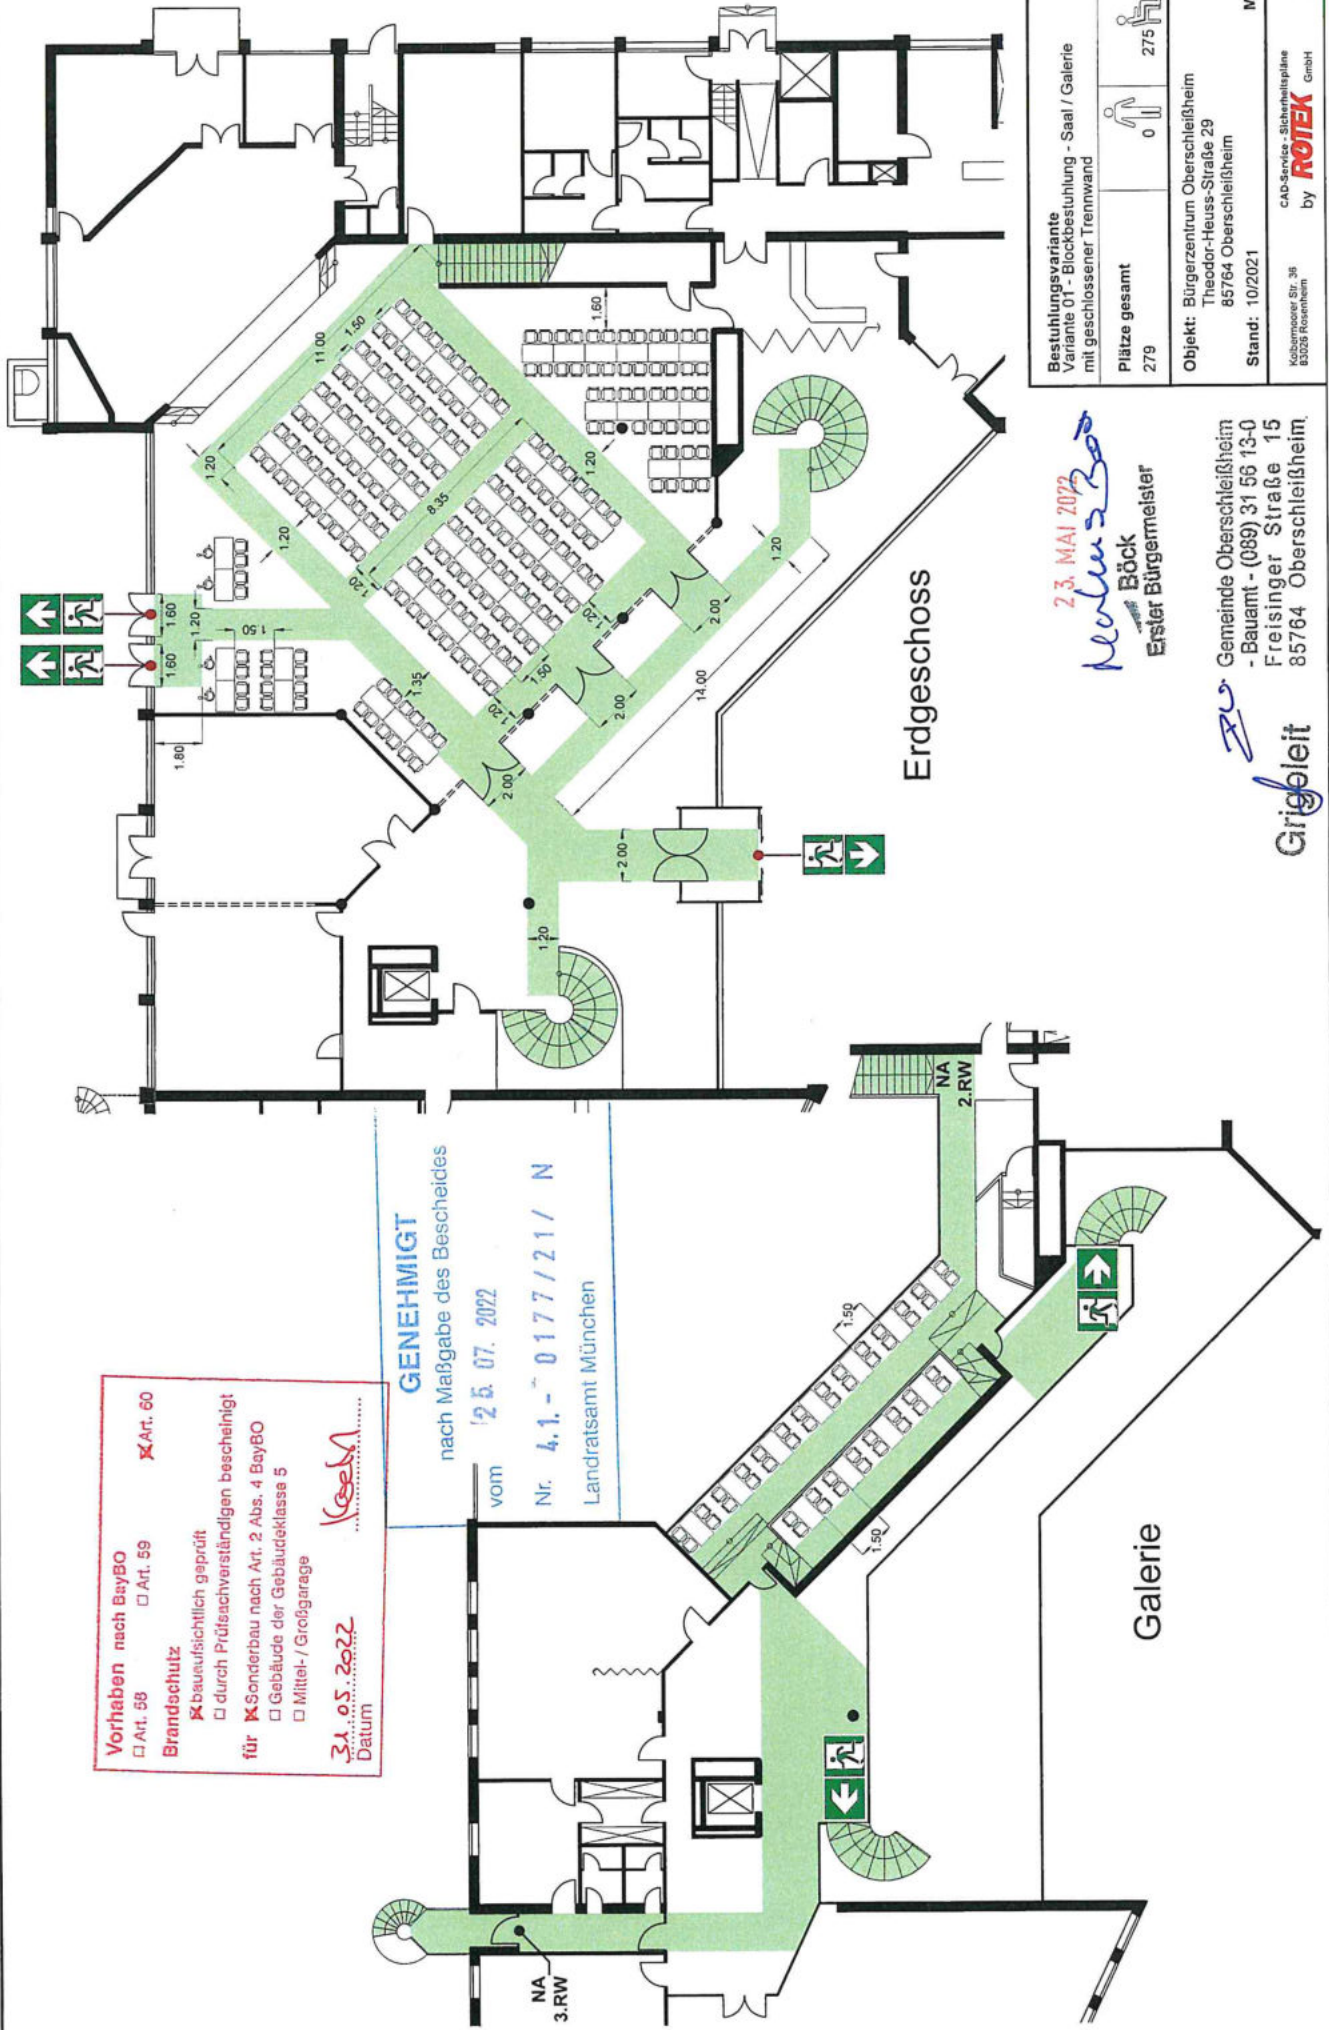 Vorhaben nach BayBO
☐ Art. 58 ☐ Art. 59 ☒ Art. 60
Brandschutz
☒ bauaufsichtlich geprüft
☐ durch Prüfsachverständigen bescheinigt
für ☒ Sonderbau nach Art. 2 Abs. 4 BayBO
☐ Gebäude der Gebäudeklasse 5
☐ Mittel- / Großgarage
31.05.2022
Datum
GENEHMIGT
nach Maßgabe des Bescheides
vom 25. 07. 2022
Nr. 4.1. - 0177/21/ N
Landratsamt München
NA
3.RW
NA
2.RW
1.50
1.50
Galerie
1.80
1.60
1.60
1.20
1.50
1.20
1.20
11.00
1.50
1.60
8.35
1.20
1.20
1.35
1.20
1.50
1.20
2.00
2.00
2.00
1.20
14.00
2.00
1.20
Erdgeschoss
23. MAI 2022
Böck
Erster Bürgermeister
Gemeinde Oberschleißheim
- Bauamt - (089) 31 56 13-0
Freisinger Straße 15
85764 Oberschleißheim
Grigoleit
Bestuhlungsvariante
Variante 01 - Blockbestuhlung - Saal / Galerie
mit geschlossener Trennwand
Plätze gesamt
279
0
275
Objekt: Bürgerzentrum Oberschleißheim
Theodor-Heuss-Straße 29
85764 Oberschleißheim
Stand: 10/2021
M
Kolbermoorer Str. 36
83026 Rosenheim
CAD-Service - Sicherheitspläne
by ROTEK GmbH